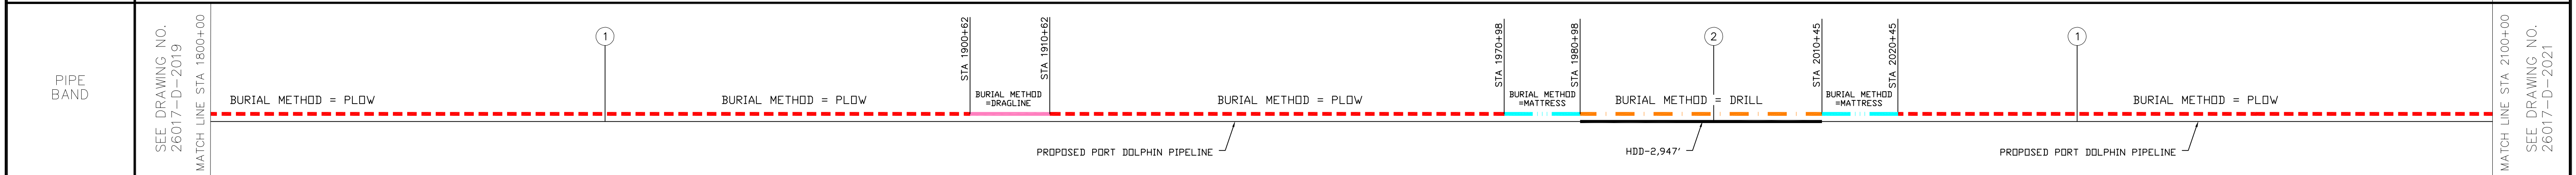 PIPE
BAND
SEE DRAWING NO.
26017-D-2019
MATCH LINE STA 1800+00
BURIAL METHOD = PLOW
1
BURIAL METHOD = PLOW
STA 1900+62
BURIAL METHOD
=DRAGLINE
STA 1910+62
BURIAL METHOD = PLOW
PROPOSED PORT DOLPHIN PIPELINE
STA 1970+98
BURIAL METHOD
=MATTRESS
STA 1980+98
BURIAL METHOD = DRILL
2
HDD-2,947'
STA 2010+45
BURIAL METHOD
=MATTRESS
STA 2020+45
1
PROPOSED PORT DOLPHIN PIPELINE
BURIAL METHOD = PLOW
MATCH LINE STA 2100+00
SEE DRAWING NO.
26017-D-2021